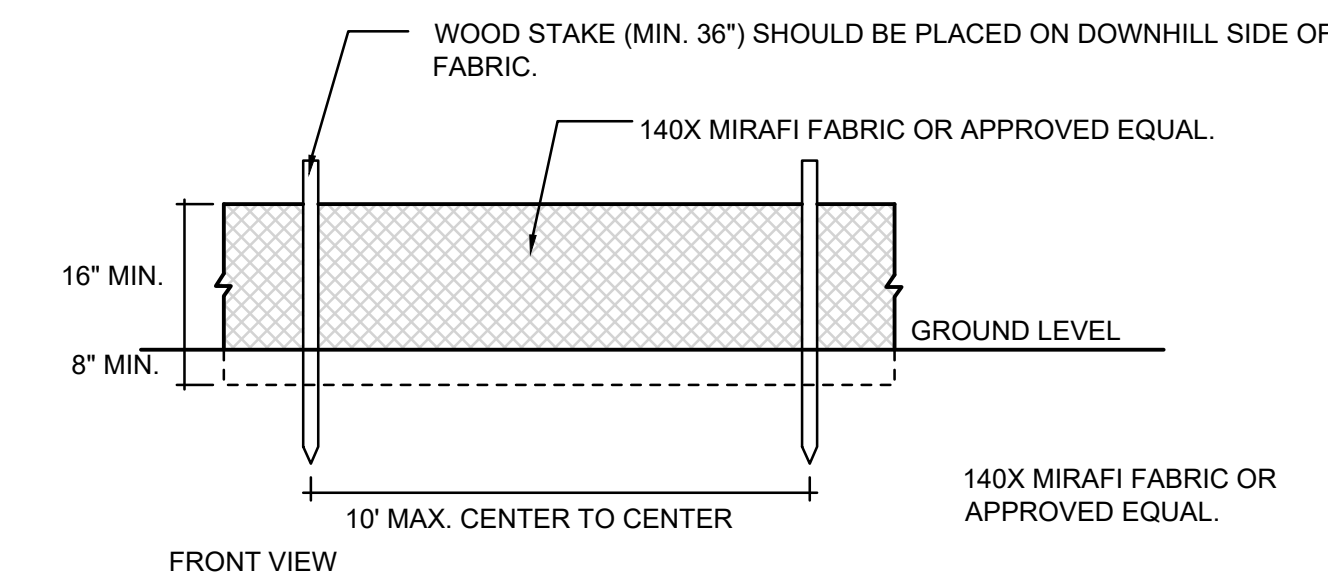 WOOD STAKE (MIN. 36") SHOULD BE PLACED ON DOWNHILL SIDE OF
FABRIC.
140X MIRAFI FABRIC OR APPROVED EQUAL.
16" MIN.
GROUND LEVEL
8" MIN.
140X MIRAFI FABRIC OR
APPROVED EQUAL.
10' MAX. CENTER TO CENTER
FRONT VIEW